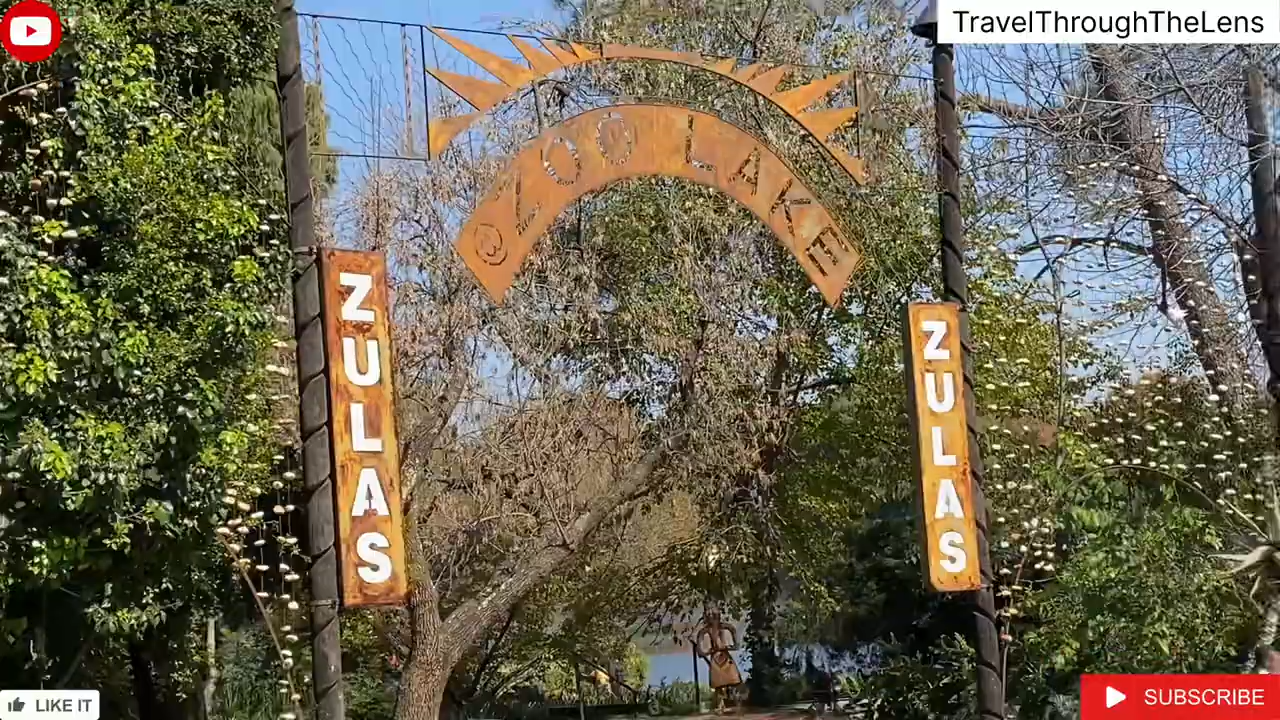 TravelThroughTheLens
@ZOO LAKE
ZULAS
ZULAS
LIKE IT
SUBSCRIBE